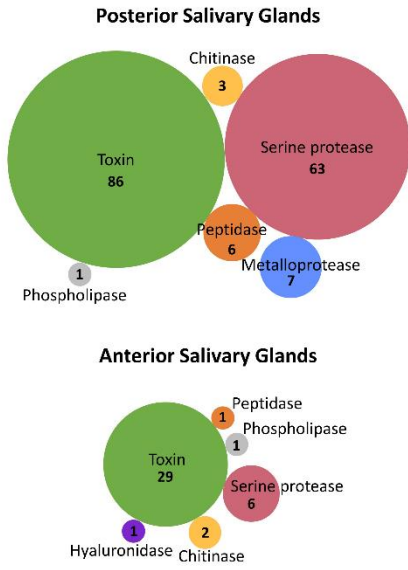 Posterior Salivary Glands
Chitinase
3
Toxin
86
Serine protease
63
Peptidase
6
Metalloprotease
7
1
Phospholipase
Anterior Salivary Glands
Peptidase
1
Phospholipase
1
Toxin
29
Serine protease
6
1
Hyaluronidase
2
Chitinase